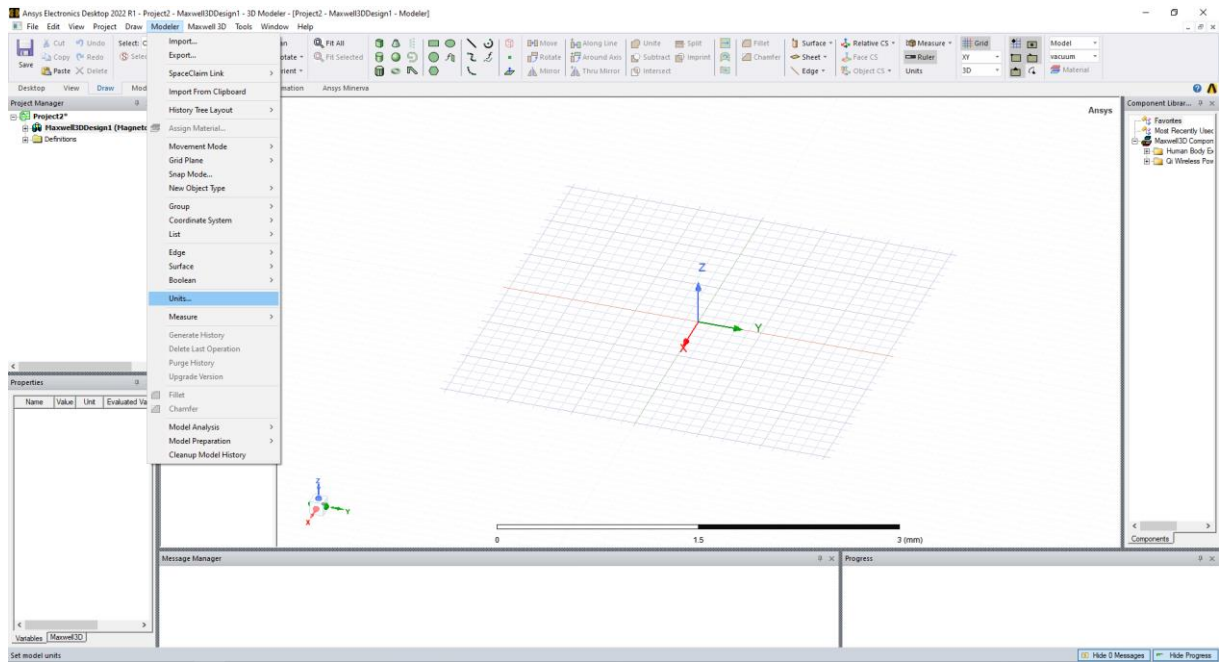 Ansys Electronics Desktop 2022 R1 - Project2 - Maxwell3DDesign1 - 3D Modeler - [Project2 - Maxwell3DDesign1 - Modeler]
File Edit View Project Draw Modeler Maxwell 3D Tools Window Help
Save
Cut Undo Select: C
Copy Redo Selec
Paste Delete
Fit All
Fit Selected
Move Along Line Unite Split Fillet
Rotate Around Axis Subtract Imprint Chamfer
Mirror Thru Mirror Intersect
Surface Relative CS Measure Grid Model
Sheet Face CS Ruler XY vacuum
Edge Object CS Units 3D Material
Desktop View Draw Mod
Ansys Minerva
Import...
Export...
SpaceClaim Link
Import From Clipboard
History Tree Layout
Assign Material...
Movement Mode
Grid Plane
Snap Mode...
New Object Type
Group
Coordinate System
List
Edge
Surface
Boolean
Units...
Measure
Generate History
Delete Last Operation
Purge History
Upgrade Version
Fillet
Chamfer
Model Analysis
Model Preparation
Cleanup Model History
Project Manager
Project2*
Maxwell3DDesign1 (Magneto
Definitions
Properties
Name Value Unit Evaluated Va
Variables Maxwell3D
Ansys
Z
Y
X
Z
Y
X
0 1.5 3 (mm)
Component Librar...
Favorites
Most Recently Usec
Maxwell3D Compon
Human Body Ex
Qi Wireless Pow
Components
Message Manager
Progress
Set model units
Hide 0 Messages Hide Progress